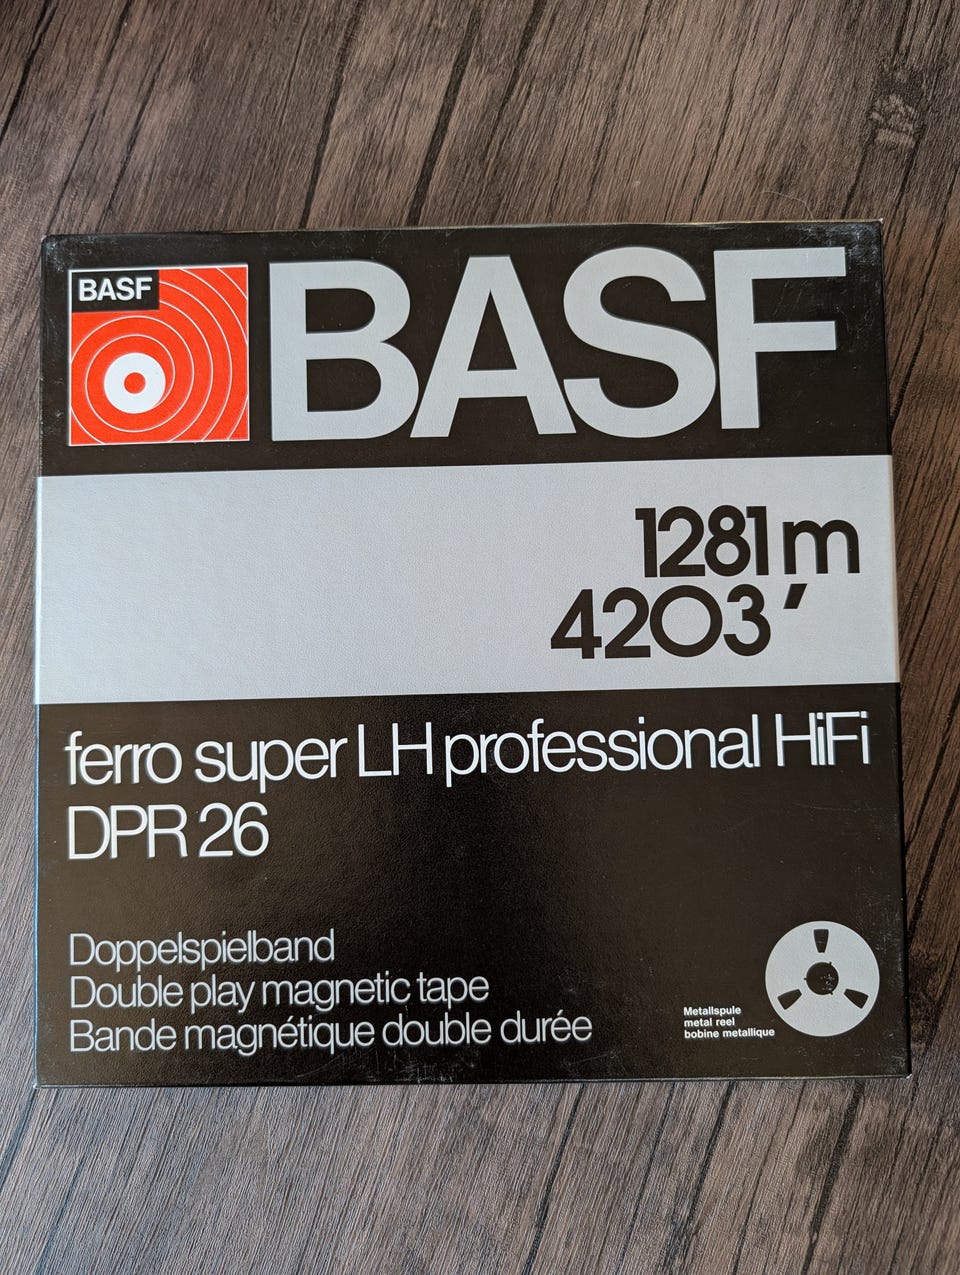 BASF
BASF
1281 m
4203'
ferro super LH professional HiFi
DPR 26
Doppelspielband
Double play magnetic tape
Bande magnétique double durée
Metallspule
metal reel
bobine metallique